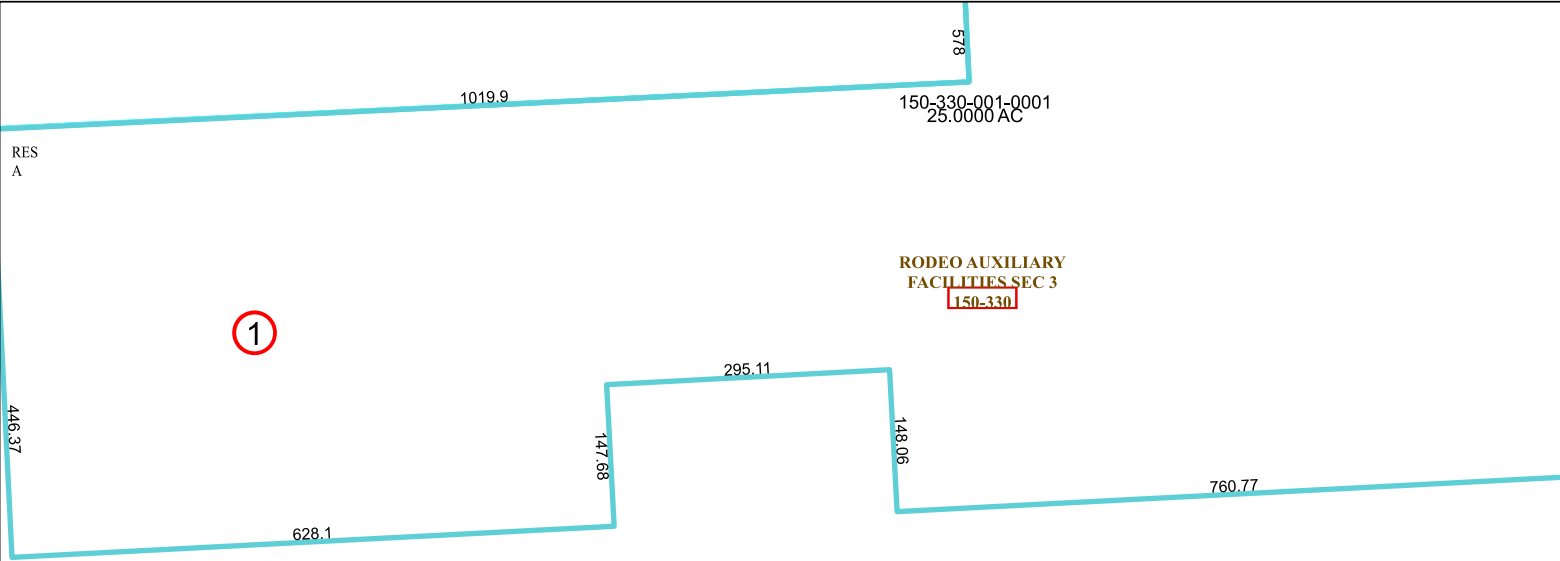 578
1019.9
150-330-001-0001
25.0000 AC
RES
A
RODEO AUXILIARY
FACILITIES SEC 3
150-330
1
295.11
446.37
147.68
148.06
760.77
628.1